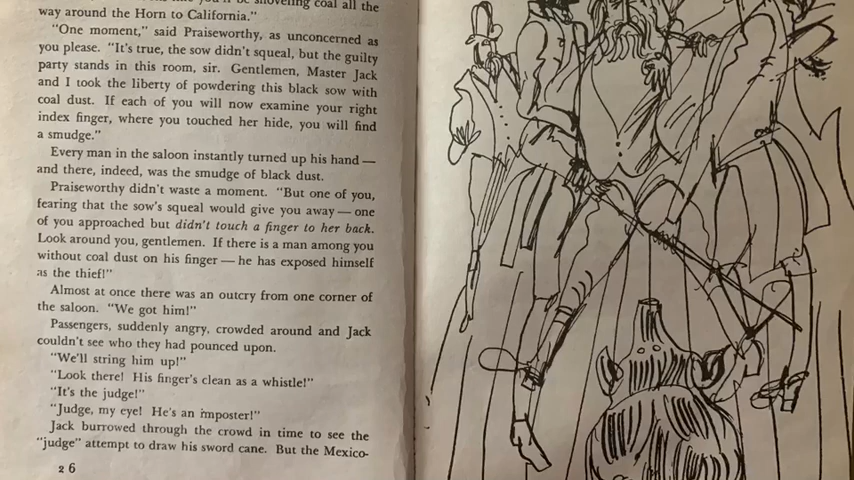 be shoveling coal all the
way around the Horn to California."
"One moment," said Praiseworthy, as unconcerned as
you please. "It's true, the sow didn't squeal, but the guilty
party stands in this room, sir. Gentlemen, Master Jack
and I took the liberty of powdering this black sow with
coal dust. If each of you will now examine your right
index finger, where you touched her hide, you will find
a smudge."
Every man in the saloon instantly turned up his hand —
and there, indeed, was the smudge of black dust.
Praiseworthy didn't waste a moment. "But one of you,
fearing that the sow's squeal would give you away — one
of you approached but didn't touch a finger to her back.
Look around you, gentlemen. If there is a man among you
without coal dust on his finger — he has exposed himself
as the thief!"
Almost at once there was an outcry from one corner of
the saloon. "We got him!"
Passengers, suddenly angry, crowded around and Jack
couldn't see who they had pounced upon.
"We'll string him up!"
"Look there! His finger's clean as a whistle!"
"It's the judge!"
"Judge, my eye! He's an imposter!"
Jack burrowed through the crowd in time to see the
"judge" attempt to draw his sword cane. But the Mexico-
26